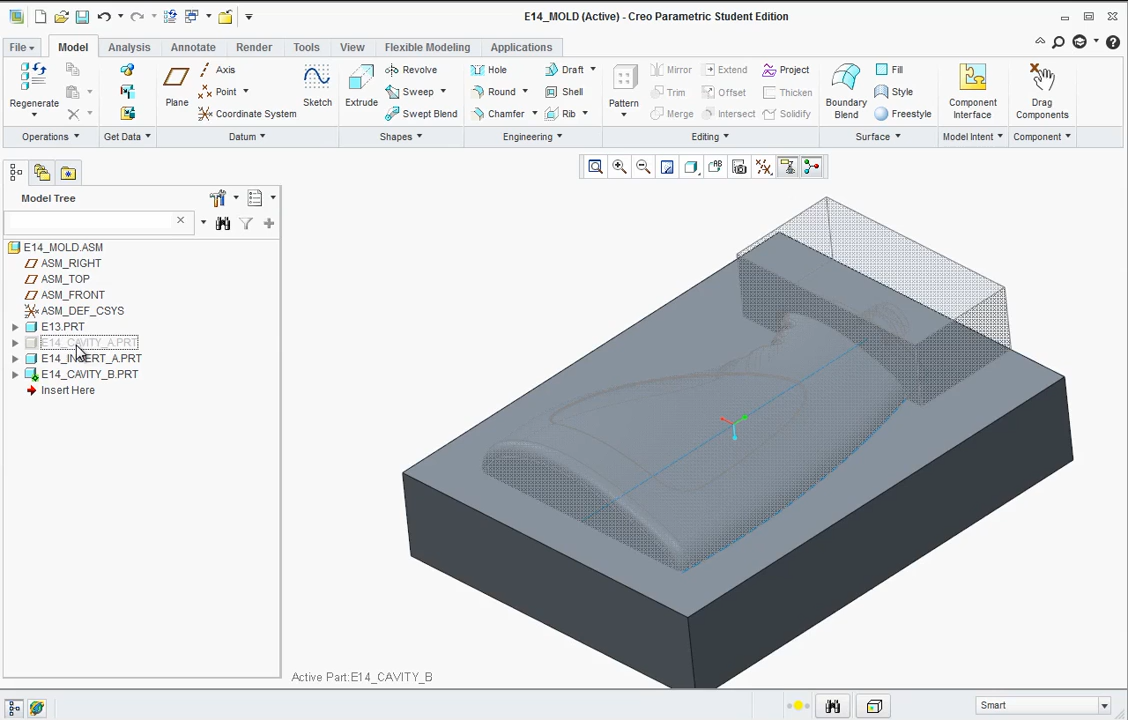 E14_MOLD (Active) - Creo Parametric Student Edition
File Model Analysis Annotate Render Tools View Flexible Modeling Applications
Regenerate
Plane
Axis
Point
Coordinate System
Sketch
Extrude
Revolve
Sweep
Swept Blend
Hole
Round
Chamfer
Draft
Shell
Rib
Pattern
Mirror
Trim
Merge
Extend
Offset
Intersect
Project
Thicken
Solidify
Boundary
Blend
Fill
Style
Freestyle
Component
Interface
Drag
Components
Operations Get Data Datum Shapes Engineering Editing Surface Model Intent Component
Model Tree
E14_MOLD.ASM
ASM_RIGHT
ASM_TOP
ASM_FRONT
ASM_DEF_CSYS
E13.PRT
E14_CAVITY_A.PRT
E14_INSERT_A.PRT
E14_CAVITY_B.PRT
Insert Here
Active Part:E14_CAVITY_B
Smart